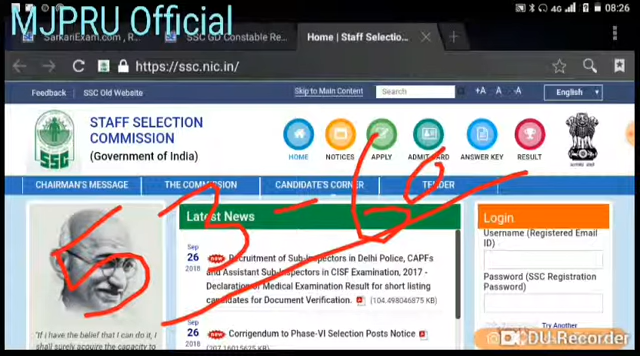 MJPRU Official
08:26
4G
SarkariExam.com , R
SSC GD Constable Re...
Home | Staff Selectio...
https://ssc.nic.in/
Feedback | SSC Old Website
Skip to Main Content
Search
+A A -A
English
STAFF SELECTION
COMMISSION
(Government of India)
SSC
HOME NOTICES APPLY ADMIT CARD ANSWER KEY RESULT
CHAIRMAN'S MESSAGE THE COMMISSION CANDIDATE'S CORNER TENDER
Latest News
Sep
26
2018
new Recruitment of Sub-Inspectors in Delhi Police, CAPFs
and Assistant Sub-Inspectors in CISF Examination, 2017 -
Declaration of Medical Examination Result for short listing
candidates for Document Verification. (104.498046875 KB)
Sep
26
2018
new Corrigendum to Phase-VI Selection Posts Notice
Login
Username (Registered Email
ID)
Password (SSC Registration
Password)
Try Another
DU Recorder
"If i have the belief that I can do it, I
shall surely acquire the capacity to